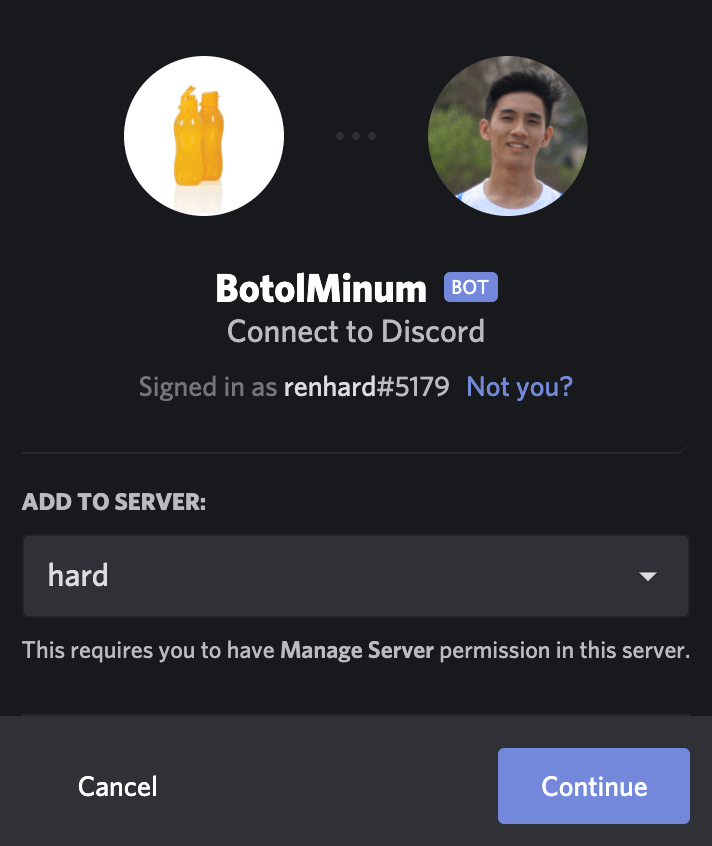 BotolMinum BOT
Connect to Discord
Signed in as renhard#5179 Not you?
ADD TO SERVER:
hard
This requires you to have Manage Server permission in this server.
Cancel Continue